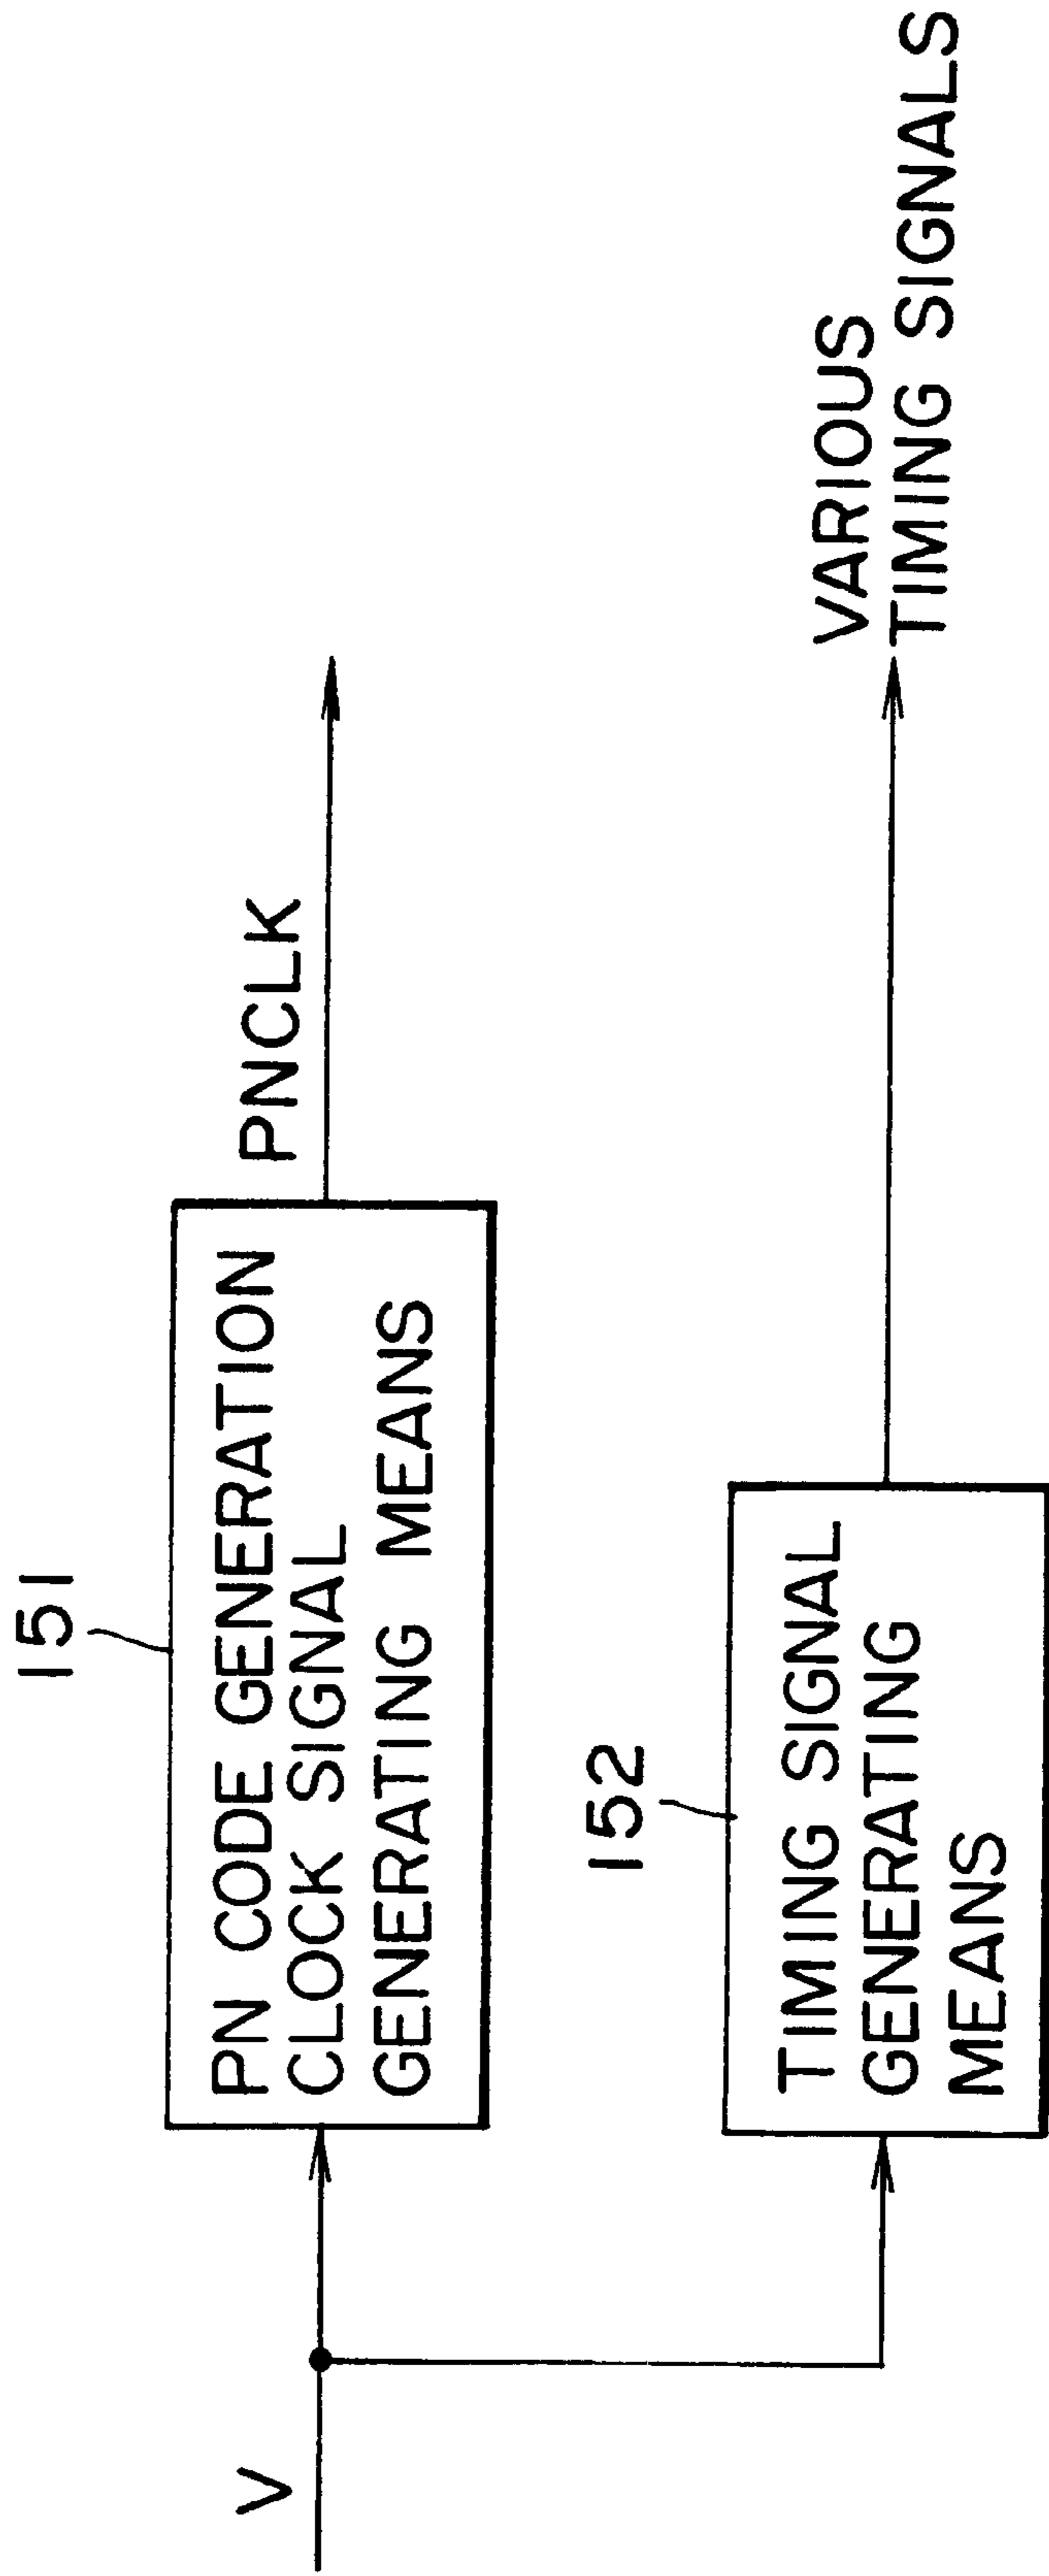 151
V
PN CODE GENERATION
CLOCK SIGNAL
GENERATING MEANS
PNCLK
152
TIMING SIGNAL
GENERATING
MEANS
VARIOUS
TIMING SIGNALS